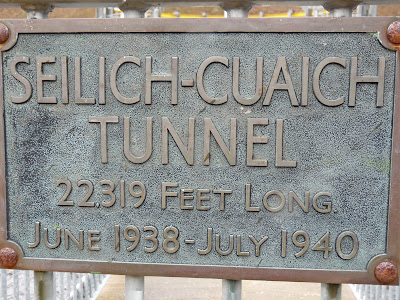 SEILICH-CUAICH
TUNNEL
22,319 FEET LONG.
JUNE 1938-JULY 1940